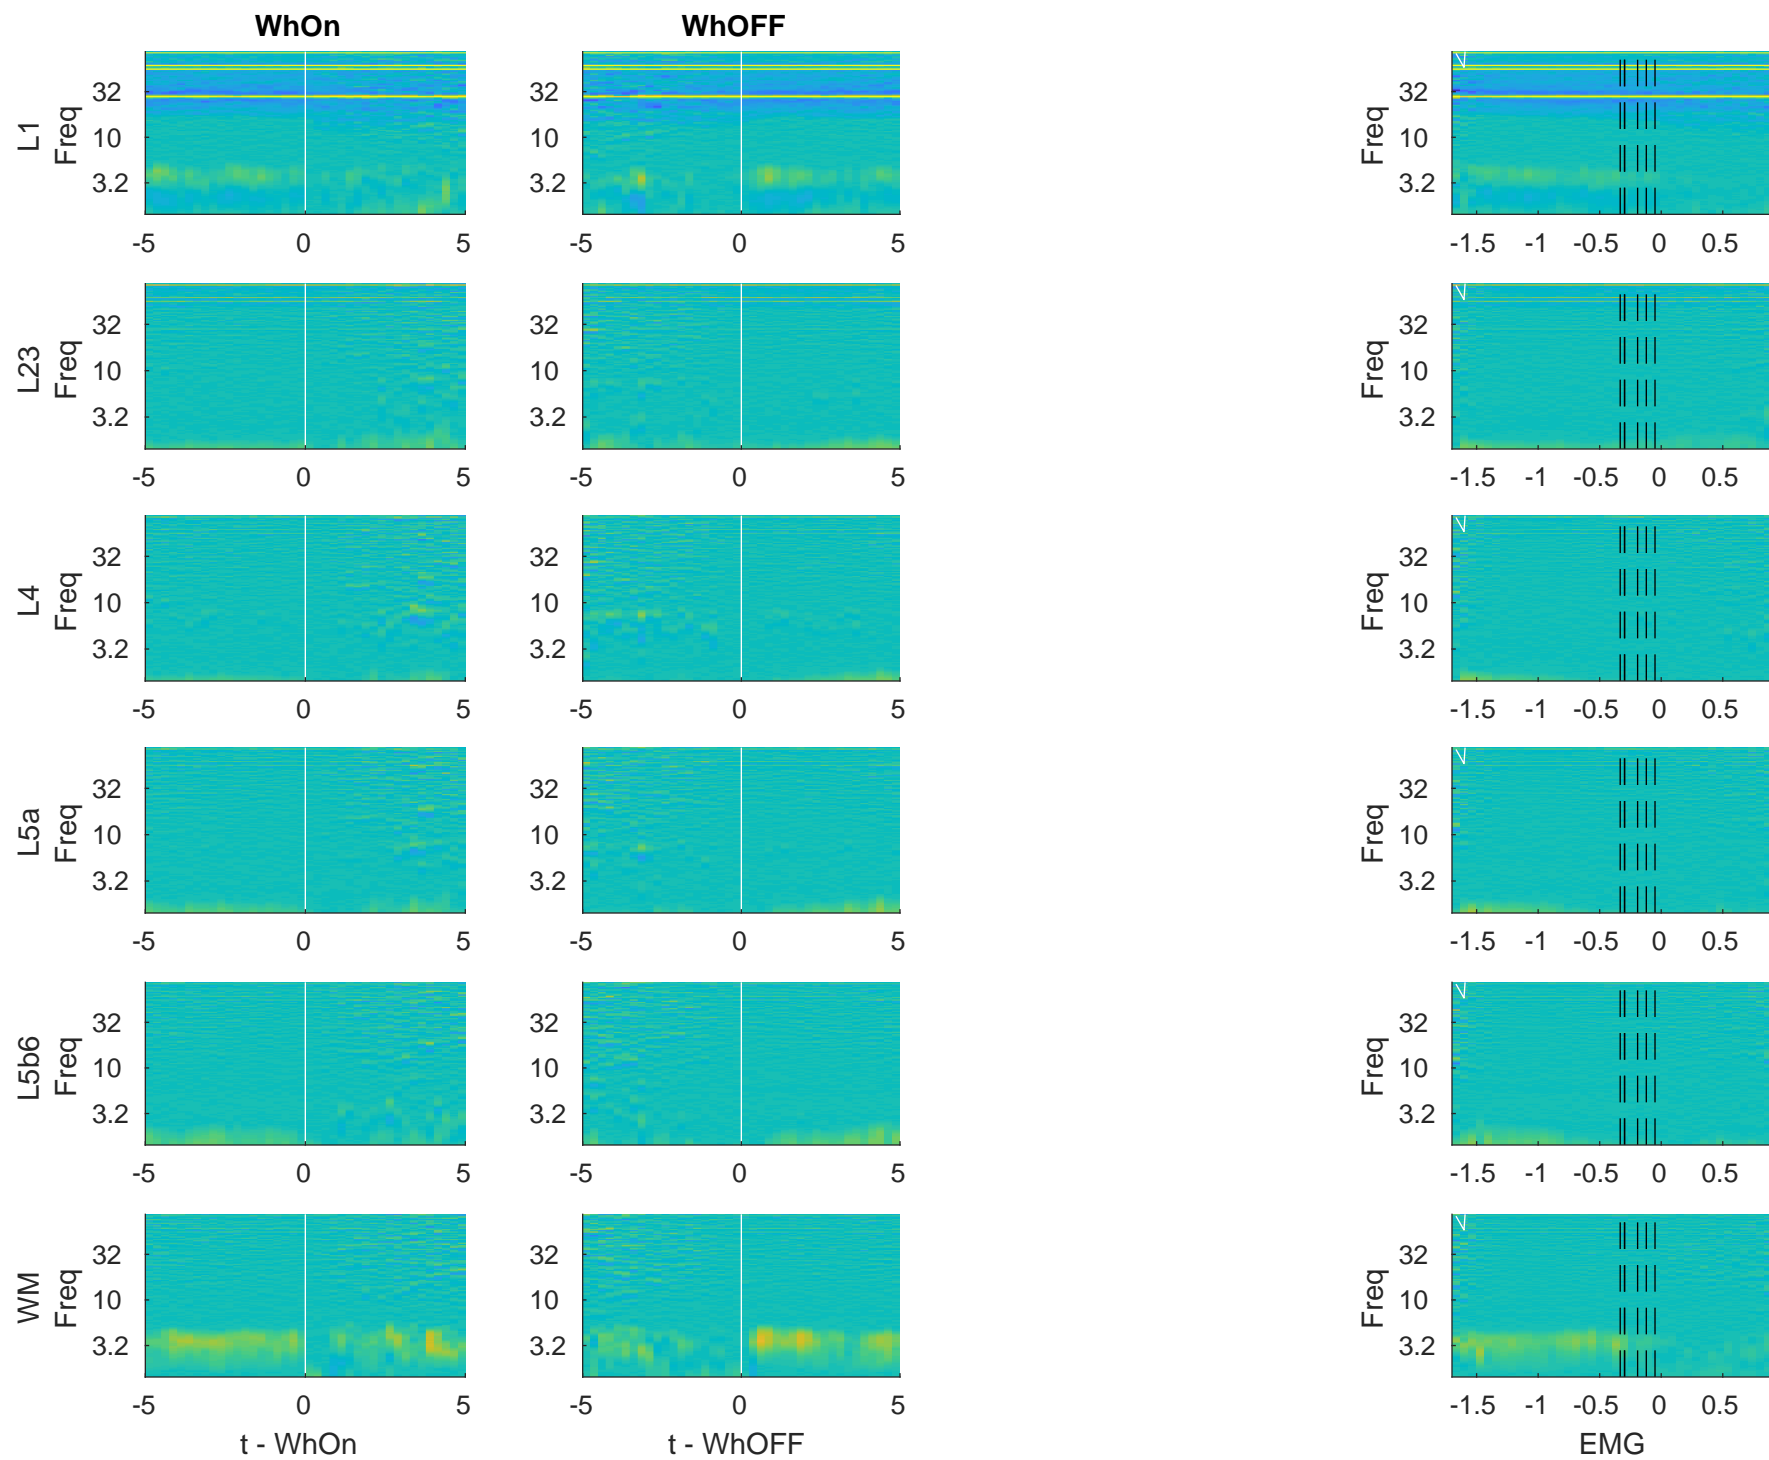 WhOn WhOFF
L1 Freq 32 10 3.2 32 10 3.2 Freq 32 10 3.2
-5 0 5 -5 0 5 -1.5 -1 -0.5 0 0.5
L23 Freq 32 10 3.2 32 10 3.2 Freq 32 10 3.2
-5 0 5 -5 0 5 -1.5 -1 -0.5 0 0.5
L4 Freq 32 10 3.2 32 10 3.2 Freq 32 10 3.2
-5 0 5 -5 0 5 -1.5 -1 -0.5 0 0.5
L5a Freq 32 10 3.2 32 10 3.2 Freq 32 10 3.2
-5 0 5 -5 0 5 -1.5 -1 -0.5 0 0.5
L5b6 Freq 32 10 3.2 32 10 3.2 Freq 32 10 3.2
-5 0 5 -5 0 5 -1.5 -1 -0.5 0 0.5
WM Freq 32 10 3.2 32 10 3.2 Freq 32 10 3.2
-5 0 5 -5 0 5 -1.5 -1 -0.5 0 0.5
t - WhOn t - WhOFF EMG